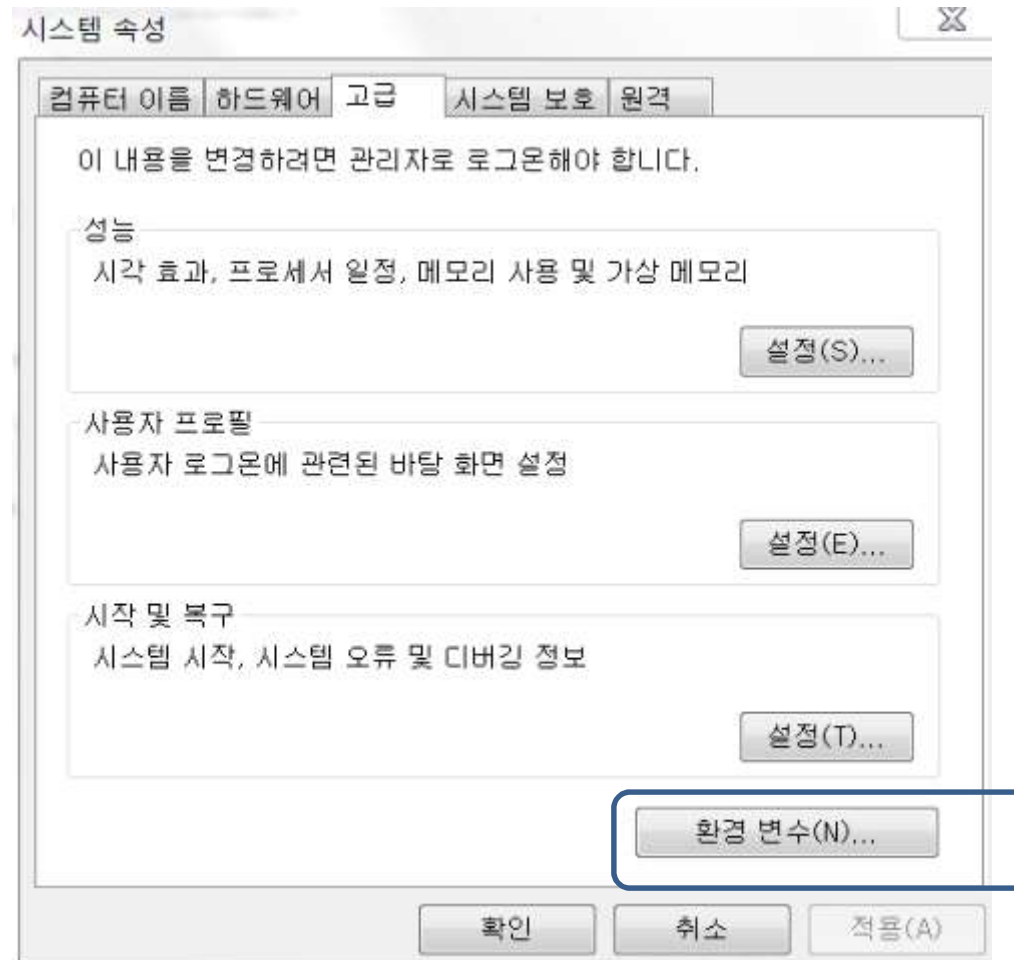 시스템 속성
컴퓨터 이름 하드웨어 고급 시스템 보호 원격
이 내용을 변경하려면 관리자로 로그온해야 합니다.
성능
시각 효과, 프로세서 일정, 메모리 사용 및 가상 메모리
설정(S)...
사용자 프로필
사용자 로그온에 관련된 바탕 화면 설정
설정(E)...
시작 및 복구
시스템 시작, 시스템 오류 및 디버깅 정보
설정(T)...
환경 변수(N)...
확인 취소 적용(A)